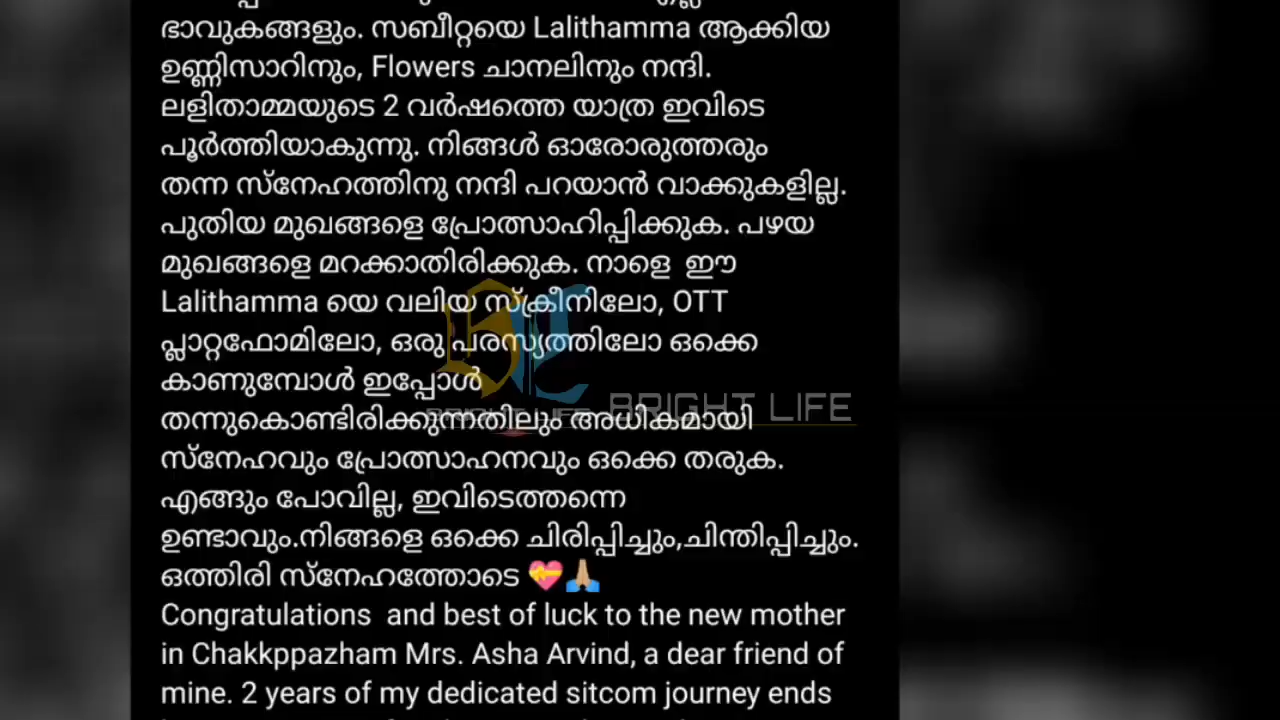 ഭാവുകങ്ങളും. സബീറ്റയെ Lalithamma ആക്കിയ
ഉണ്ണിസാറിനും, Flowers ചാനലിനും നന്ദി.
ലളിതാമ്മയുടെ 2 വർഷത്തെ യാത്ര ഇവിടെ
പൂർത്തിയാകുന്നു. നിങ്ങൾ ഓരോരുത്തരും
തന്ന സ്നേഹത്തിനു നന്ദി പറയാൻ വാക്കുകളില്ല.
പുതിയ മുഖങ്ങളെ പ്രോത്സാഹിപ്പിക്കുക. പഴയ
മുഖങ്ങളെ മറക്കാതിരിക്കുക. നാളെ ഈ
Lalithamma യെ വലിയ സ്ക്രീനിലോ, OTT
പ്ലാറ്റഫോമിലോ, ഒരു പരസ്യത്തിലോ ഒക്കെ
കാണുമ്പോൾ ഇപ്പോൾ
തന്നുകൊണ്ടിരിക്കുന്നതിലും അധികമായി
സ്നേഹവും പ്രോത്സാഹനവും ഒക്കെ തരുക.
എങ്ങും പോവില്ല, ഇവിടെത്തന്നെ
ഉണ്ടാവും.നിങ്ങളെ ഒക്കെ ചിരിപ്പിച്ചും,ചിന്തിപ്പിച്ചും.
ഒത്തിരി സ്നേഹത്തോടെ 💝🙏🏼
Congratulations and best of luck to the new mother
in Chakkppazham Mrs. Asha Arvind, a dear friend of
mine. 2 years of my dedicated sitcom journey ends
BRIGHT LIFE
BRIGHT LIFE